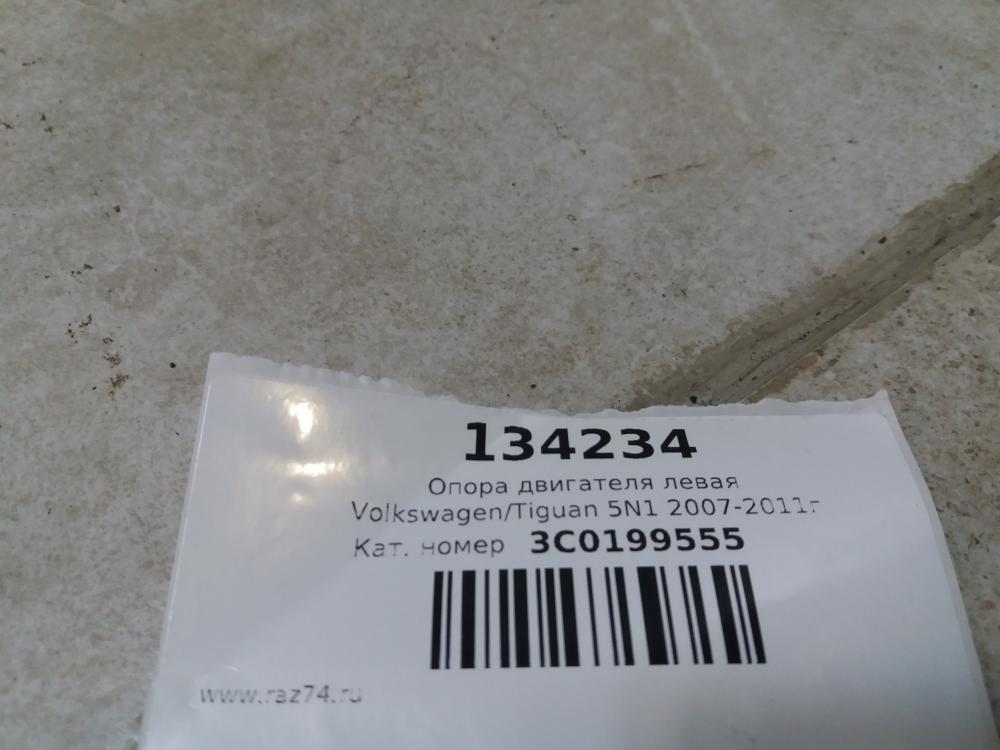 134234
Опора двигателя левая
Volkswagen/Tiguan 5N1 2007-2011г
Кат. номер 3C0199555
www.raz74.ru